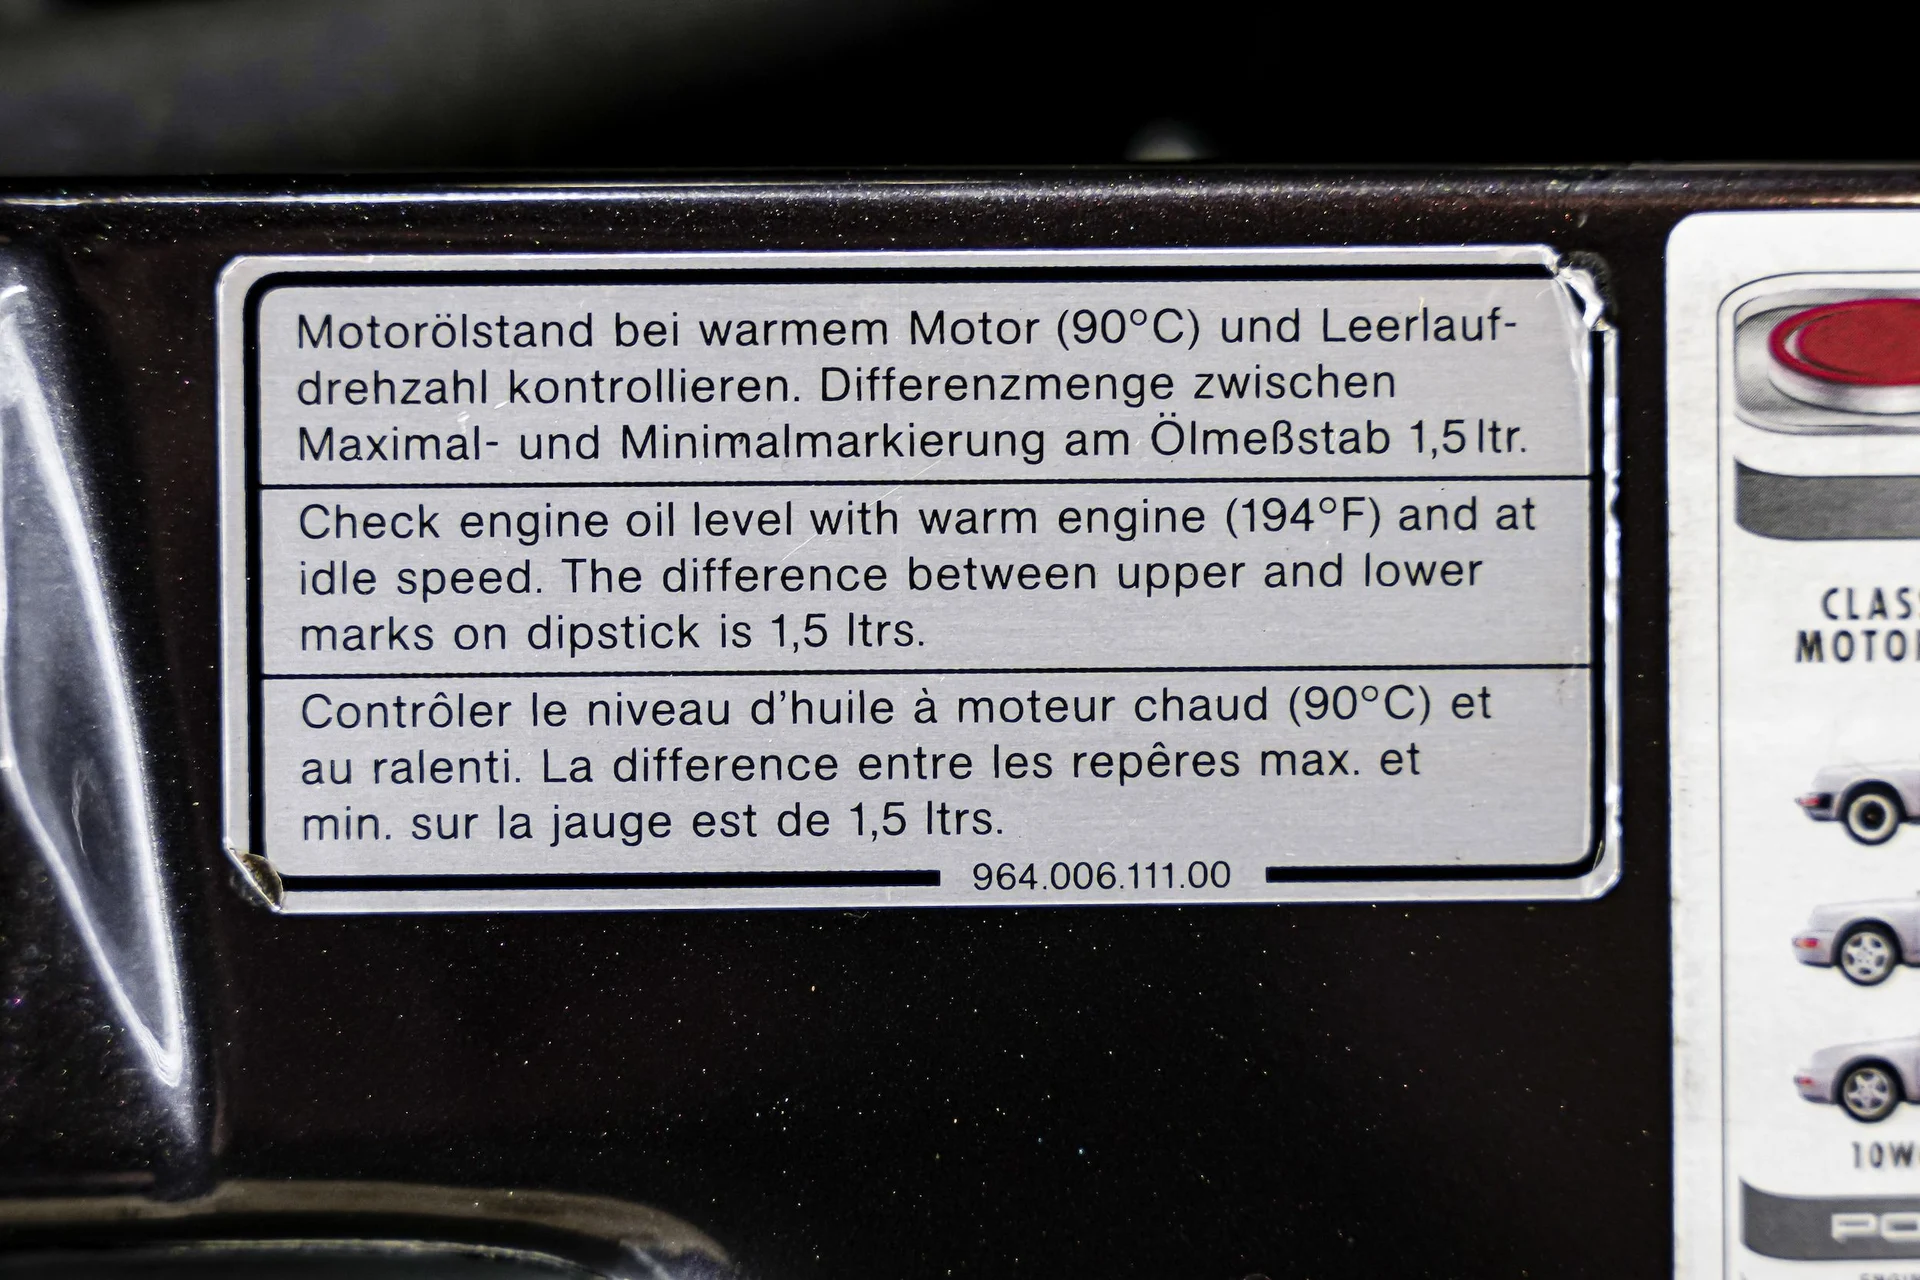 Motorölstand bei warmem Motor (90°C) und Leerlauf-
drehzahl kontrollieren. Differenzmenge zwischen
Maximal- und Minimalmarkierung am Ölmeßstab 1,5 ltr.
Check engine oil level with warm engine (194°F) and at
idle speed. The difference between upper and lower
marks on dipstick is 1,5 ltrs.
Contrôler le niveau d'huile à moteur chaud (90°C) et
au ralenti. La difference entre les repêres max. et
min. sur la jauge est de 1,5 ltrs.
964.006.111.00